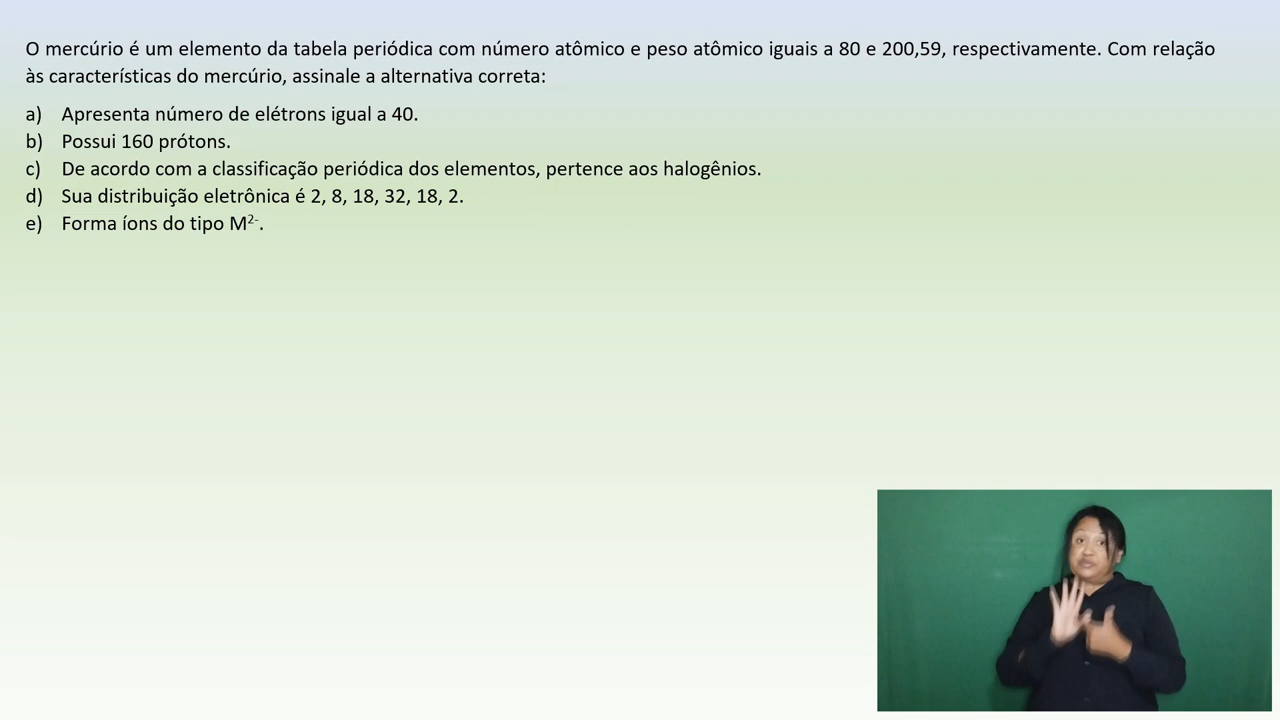 O mercúrio é um elemento da tabela periódica com número atômico e peso atômico iguais a 80 e 200,59, respectivamente. Com relação
às características do mercúrio, assinale a alternativa correta:
a) Apresenta número de elétrons igual a 40.
b) Possui 160 prótons.
c) De acordo com a classificação periódica dos elementos, pertence aos halogênios.
d) Sua distribuição eletrônica é 2, 8, 18, 32, 18, 2.
e) Forma íons do tipo M²⁻.